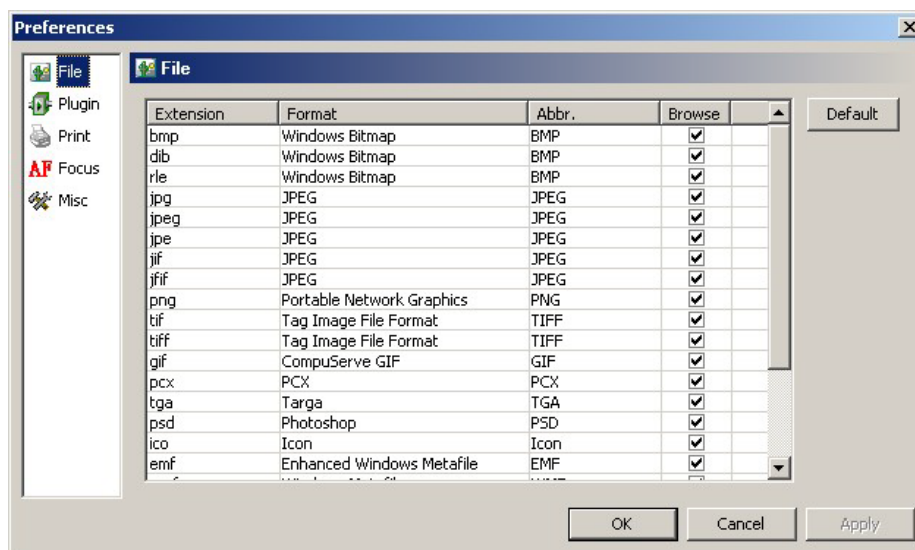 Preferences
File
Plugin
Print
AF Focus
Misc
File
Extension Format Abbr. Browse
bmp Windows Bitmap BMP
dib Windows Bitmap BMP
rle Windows Bitmap BMP
jpg JPEG JPEG
jpeg JPEG JPEG
jpe JPEG JPEG
jif JPEG JPEG
jfif JPEG JPEG
png Portable Network Graphics PNG
tif Tag Image File Format TIFF
tiff Tag Image File Format TIFF
gif CompuServe GIF GIF
pcx PCX PCX
tga Targa TGA
psd Photoshop PSD
ico Icon Icon
emf Enhanced Windows Metafile EMF
Default
OK Cancel Apply